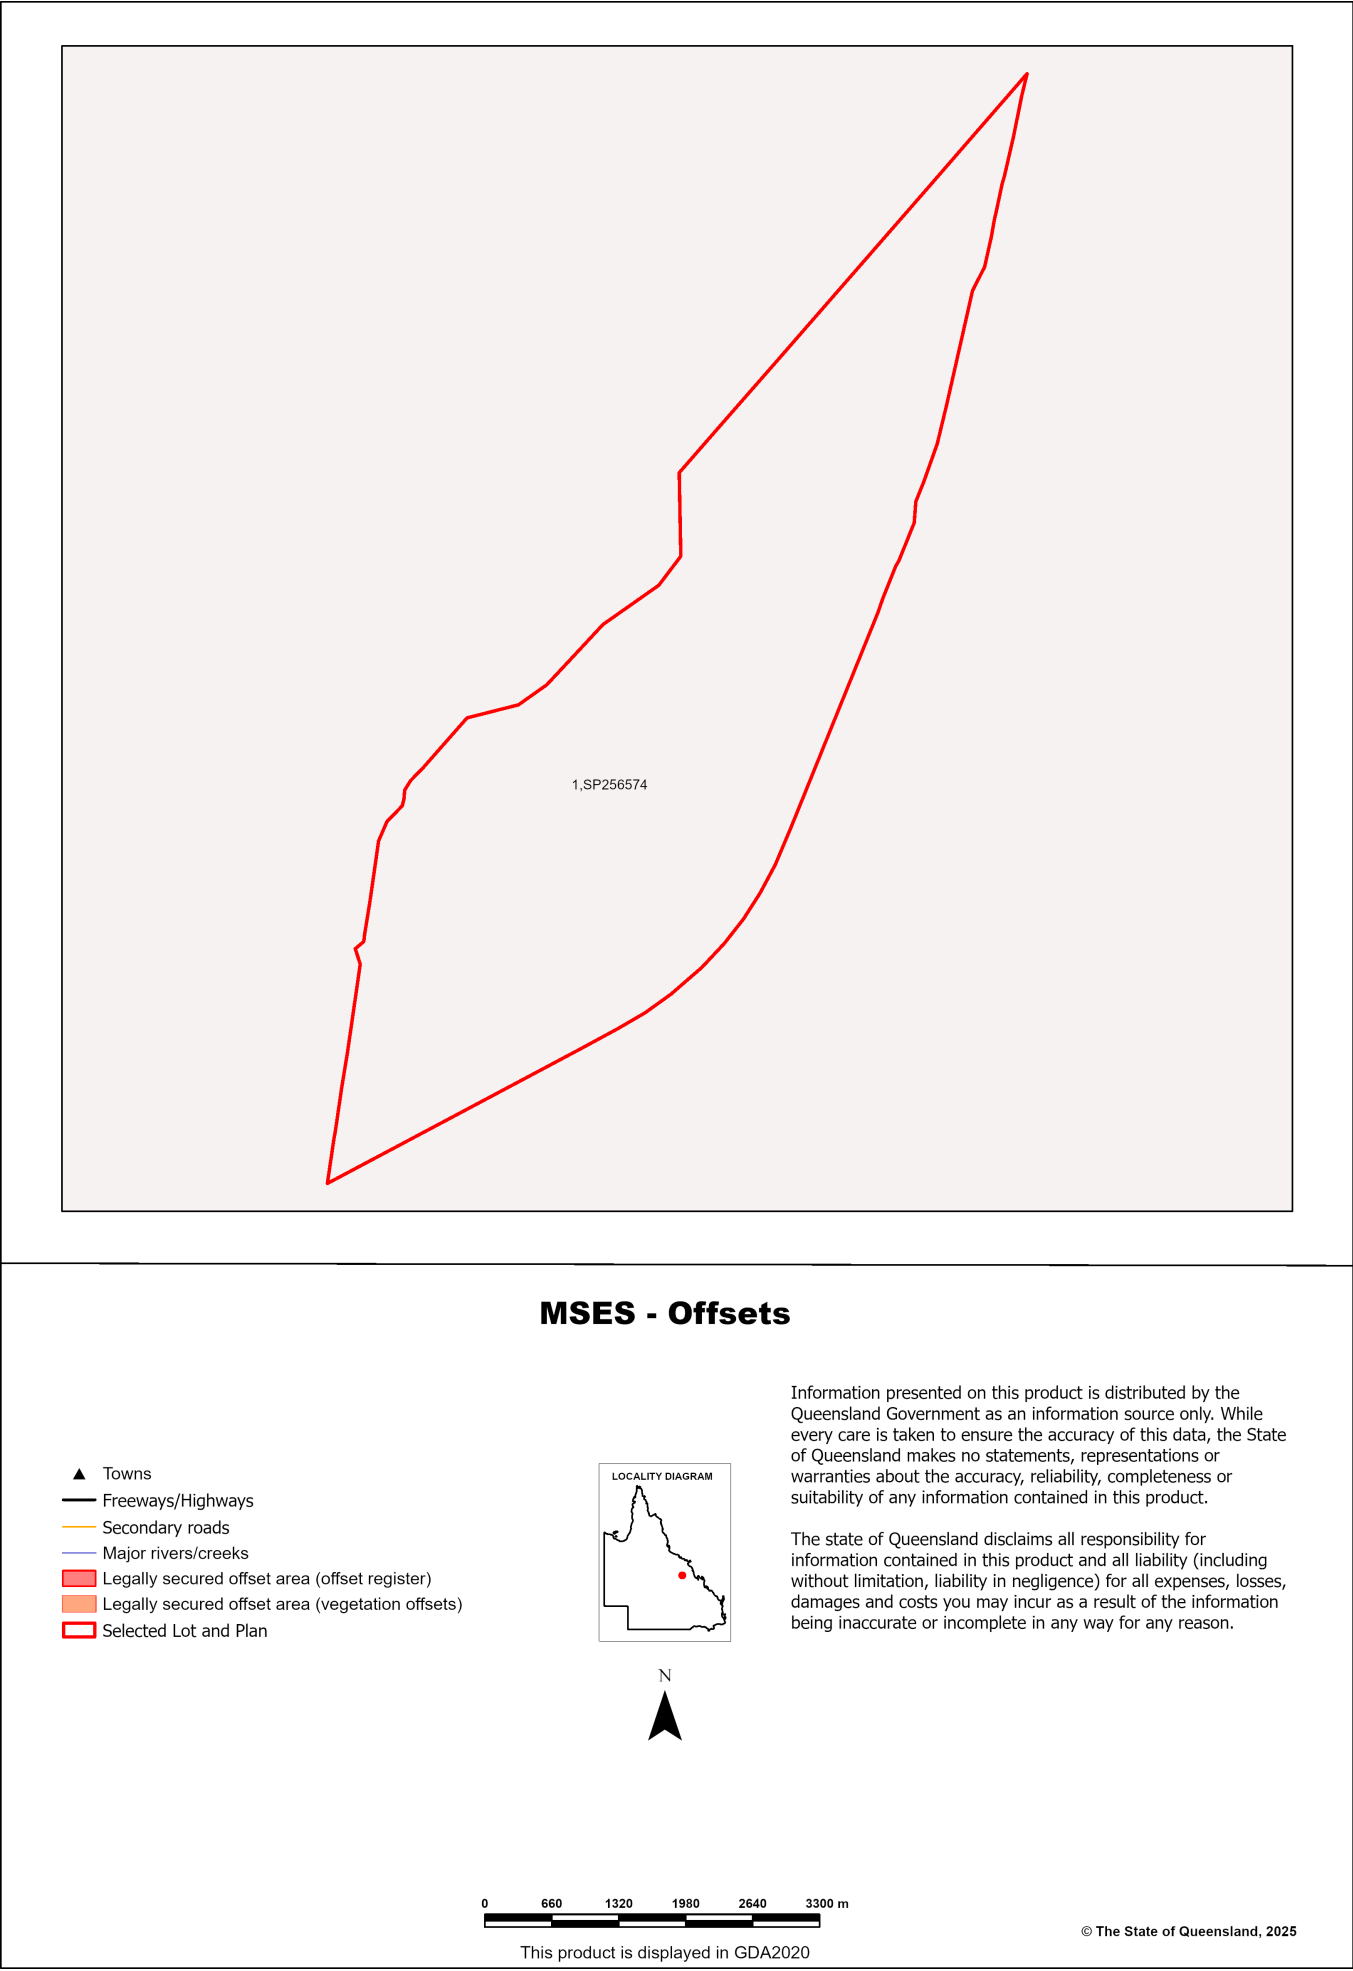 1,SP256574
MSES - Offsets
Towns
Freeways/Highways
Secondary roads
Major rivers/creeks
Legally secured offset area (offset register)
Legally secured offset area (vegetation offsets)
Selected Lot and Plan
LOCALITY DIAGRAM
N
Information presented on this product is distributed by the
Queensland Government as an information source only. While
every care is taken to ensure the accuracy of this data, the State
of Queensland makes no statements, representations or
warranties about the accuracy, reliability, completeness or
suitability of any information contained in this product.
The state of Queensland disclaims all responsibility for
information contained in this product and all liability (including
without limitation, liability in negligence) for all expenses, losses,
damages and costs you may incur as a result of the information
being inaccurate or incomplete in any way for any reason.
0 660 1320 1980 2640 3300 m
This product is displayed in GDA2020
© The State of Queensland, 2025